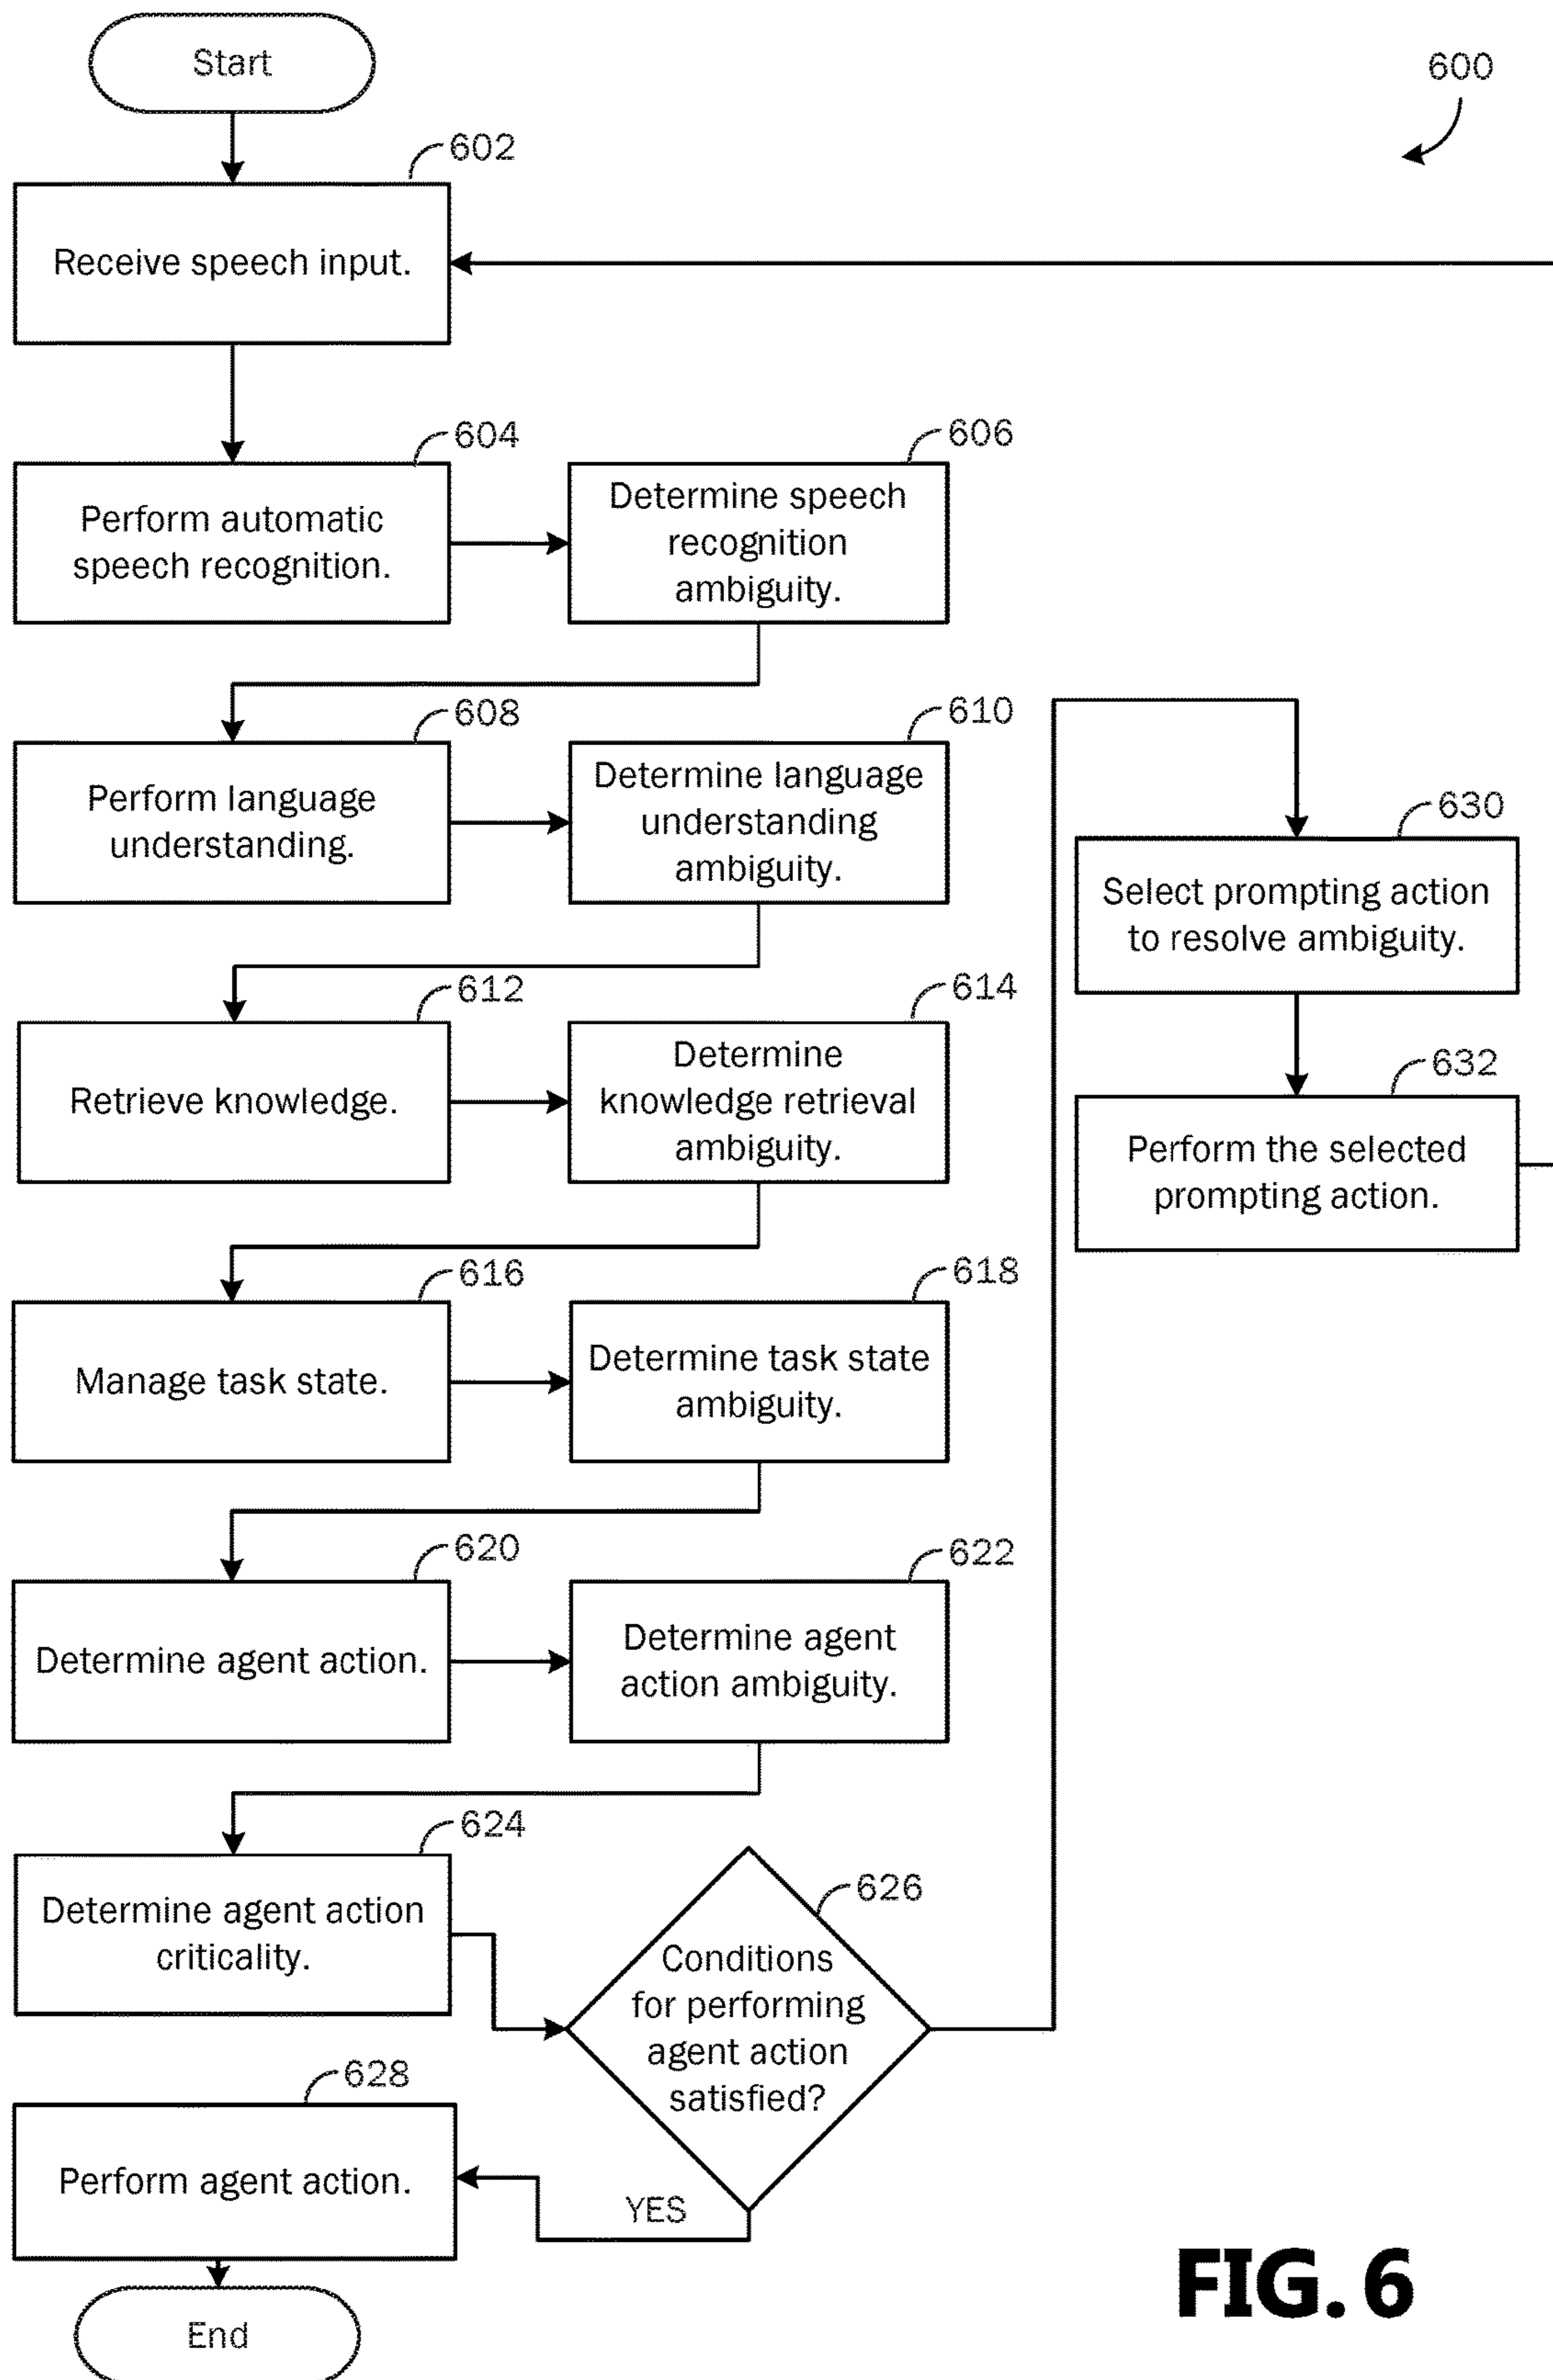 Start
600
602
Receive speech input.
604
Perform automatic
speech recognition.
606
Determine speech
recognition
ambiguity.
608
Perform language
understanding.
610
Determine language
understanding
ambiguity.
612
Retrieve knowledge.
614
Determine
knowledge retrieval
ambiguity.
616
Manage task state.
618
Determine task state
ambiguity.
620
Determine agent action.
622
Determine agent
action ambiguity.
624
Determine agent action
criticality.
626
Conditions
for performing
agent action
satisfied?
YES
628
Perform agent action.
End
630
Select prompting action
to resolve ambiguity.
632
Perform the selected
prompting action.
FIG. 6